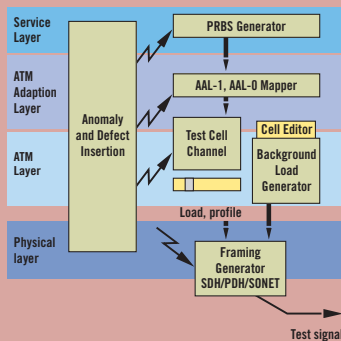 Service
Layer
PRBS Generator
ATM
Adaption
Layer
AAL-1, AAL-0 Mapper
Anomaly
and Defect
Insertion
Test Cell
Channel
Cell Editor
ATM
Layer
Background
Load
Generator
Load, profile
Physical
layer
Framing
Generator
SDH/PDH/SONET
Test signal